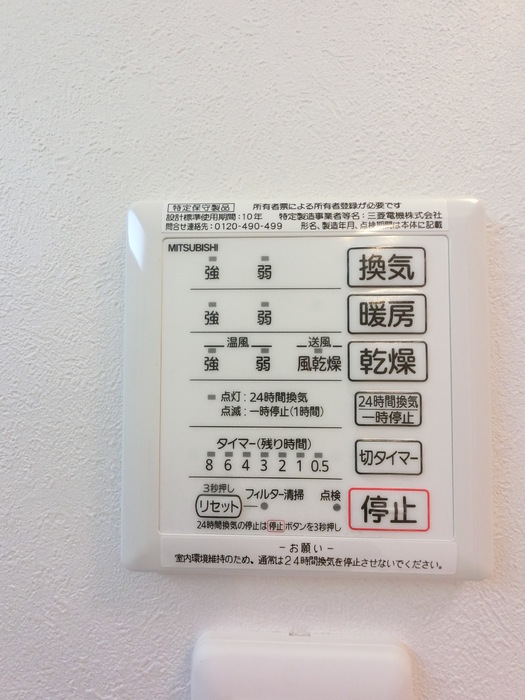 特定保守製品 所有者票による所有者登録が必要です
設計標準使用期間:10年 特定製造事業者等名:三菱電機株式会社
問合せ連絡先:0120-490-499 形名、製造年月、点検期間は本体に記載
MITSUBISHI
強 弱 換気
強 弱 暖房
温風 送風
強 弱 風乾燥 乾燥
点灯:24時間換気
点滅:一時停止(1時間)
24時間換気
一時停止
タイマー(残り時間)
8 6 4 3 2 1 0.5
切タイマー
3秒押し
リセット フィルター清掃 点検
停止
24時間換気の停止は停止ボタンを3秒押し
-お願い-
室内環境維持のため、通常は24時間換気を停止させないでください。